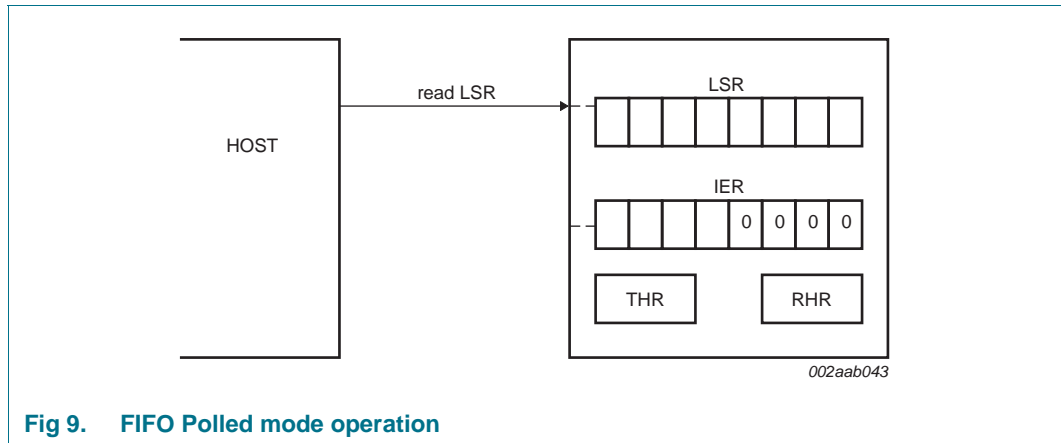 read LSR
LSR
HOST
IER
0 0 0 0
THR RHR
002aab043
Fig 9. FIFO Polled mode operation